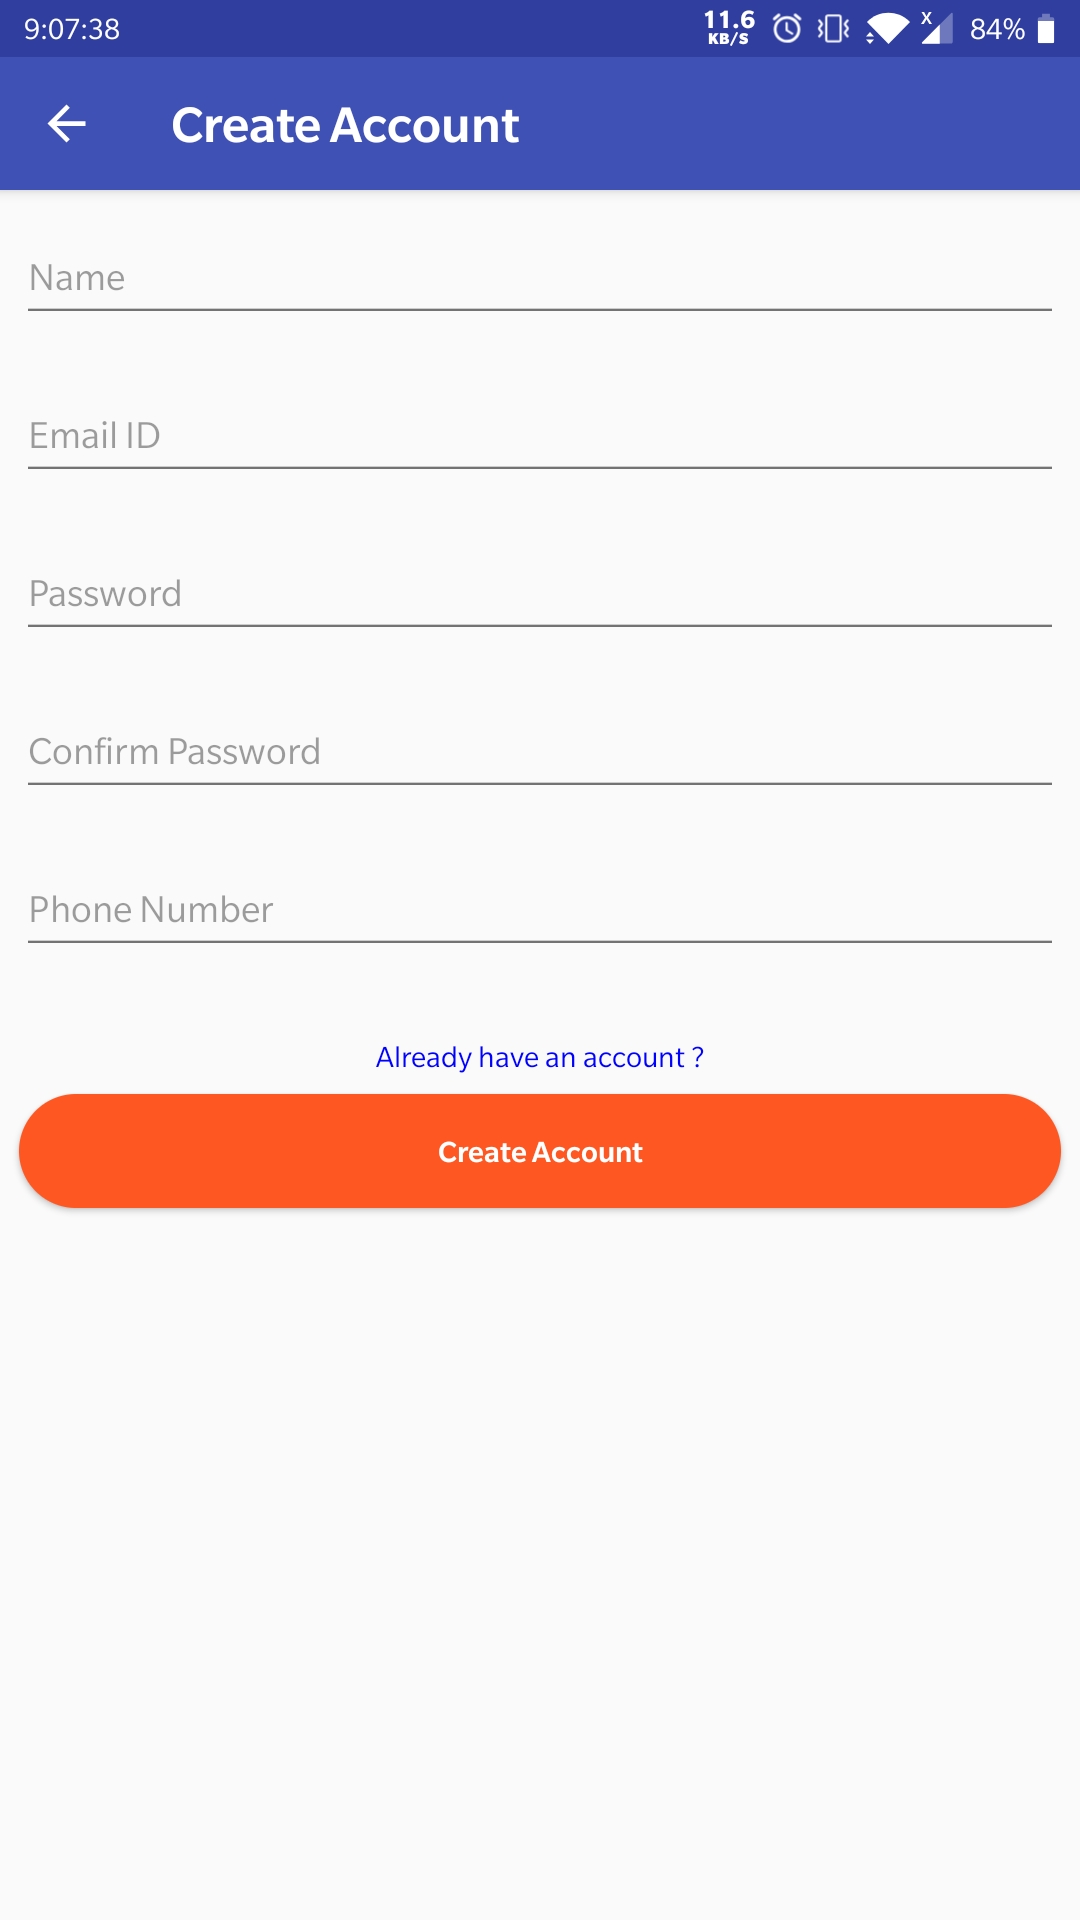 9:07:38
11.6
KB/S
X
84%
Create Account
Name
Email ID
Password
Confirm Password
Phone Number
Already have an account ?
Create Account